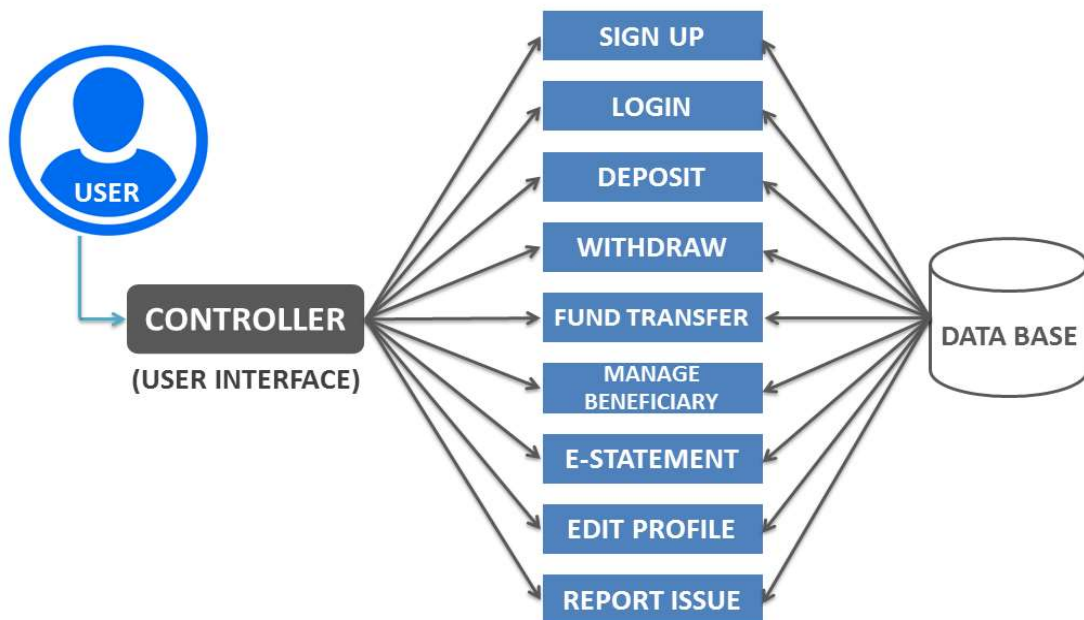 USER
CONTROLLER
(USER INTERFACE)
SIGN UP
LOGIN
DEPOSIT
WITHDRAW
FUND TRANSFER
MANAGE
BENEFICIARY
E-STATEMENT
EDIT PROFILE
REPORT ISSUE
DATA BASE